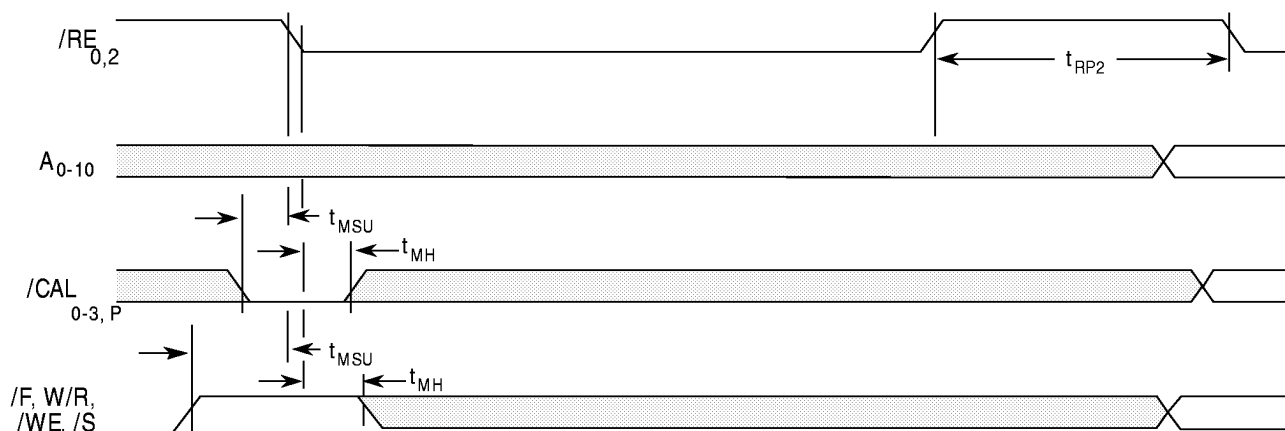 /RE0,2
tRP2
A0-10
tMSU
tMH
/CAL0-3, P
tMSU
tMH
/F, W/R,
/WE, /S